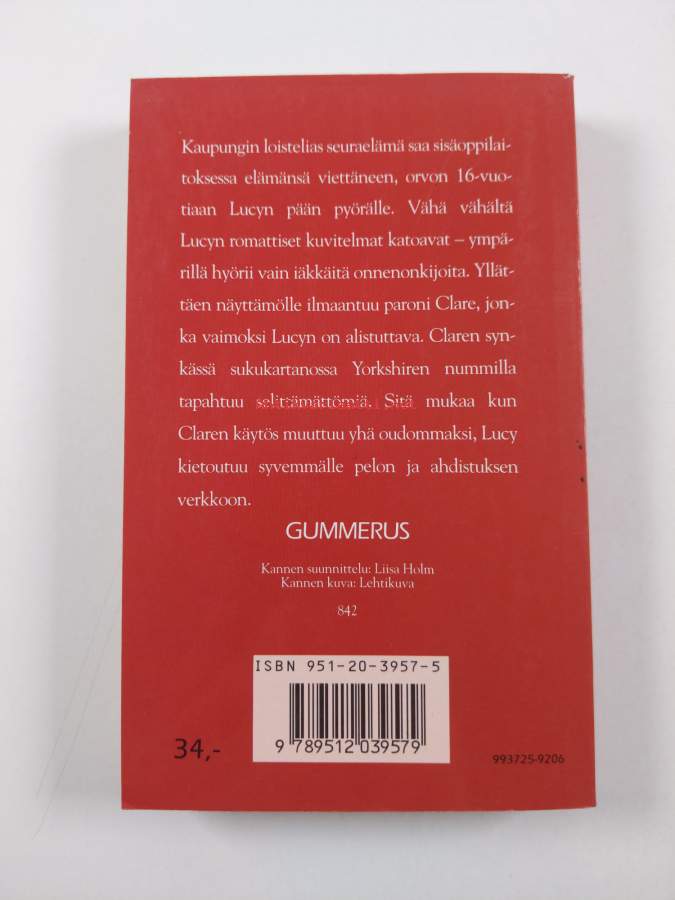 Kaupungin loistelias seuraelämä saa sisäoppilai-
toksessa elämänsä viettäneen, orvon 16-vuo-
tiaan Lucyn pään pyörälle. Vähä vähältä
Lucyn romattiset kuvitelmat katoavat – ympä-
rillä hyörii vain iäkkäitä onnenonkijoita. Yllät-
täen näyttämölle ilmaantuu paroni Clare, jon-
ka vaimoksi Lucyn on alistuttava. Claren syn-
kässä sukukartanossa Yorkshiren nummilla
tapahtuu selittämättömiä. Sitä mukaa kun
Claren käytös muuttuu yhä oudommaksi, Lucy
kietoutuu syvemmälle pelon ja ahdistuksen
verkkoon.
GUMMERUS
Kannen suunnittelu: Liisa Holm
Kannen kuva: Lehtikuva
842
ISBN 951-20-3957-5
9 789512 039579
34,-
993725-9206